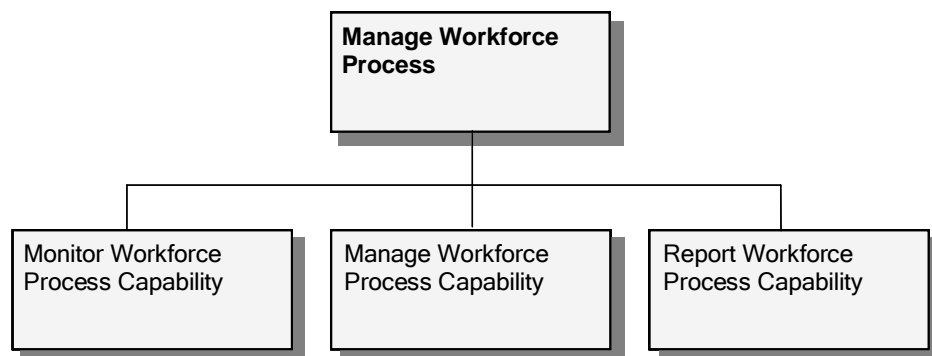 Manage Workforce
Process
Monitor Workforce
Process Capability
Manage Workforce
Process Capability
Report Workforce
Process Capability